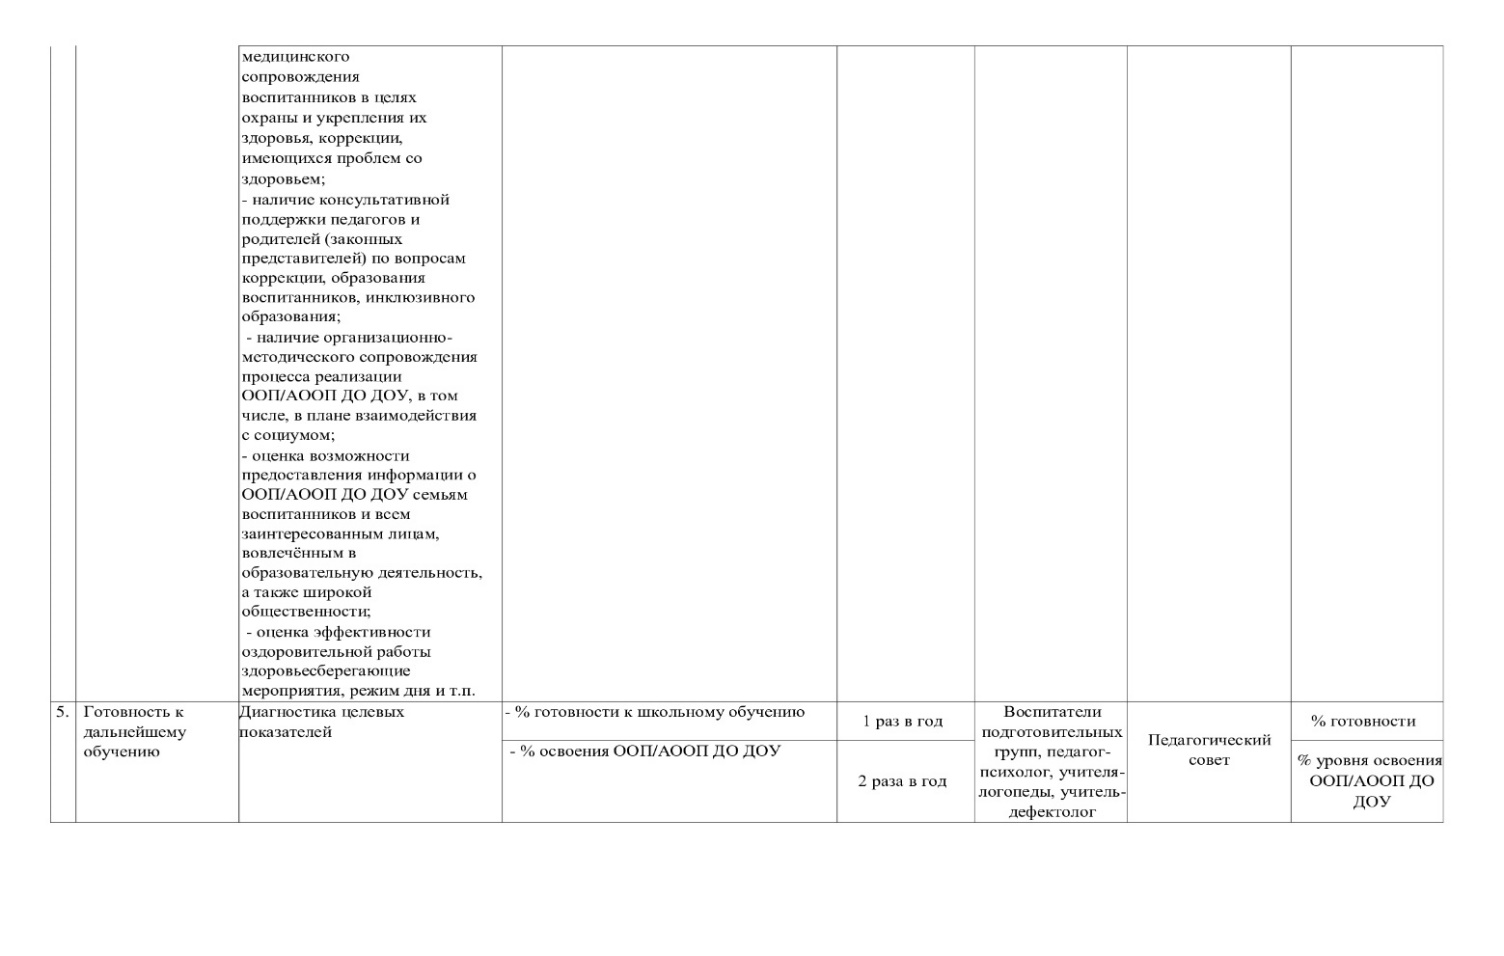 медицинского
сопровождения
воспитанников в целях
охраны и укрепления их
здоровья, коррекции,
имеющихся проблем со
здоровьем;
- наличие консультативной
поддержки педагогов и
родителей (законных
представителей) по вопросам
коррекции, образования
воспитанников, инклюзивного
образования;
- наличие организационно-
методического сопровождения
процесса реализации
ООП/АООП ДО ДОУ, в том
числе, в плане взаимодействия
с социумом;
- оценка возможности
предоставления информации о
ООП/АООП ДО ДОУ семьям
воспитанников и всем
заинтересованным лицам,
вовлечённым в
образовательную деятельность,
а также широкой
общественности;
- оценка эффективности
оздоровительной работы
здоровьесберегающие
мероприятия, режим дня и т.п.
5.
Готовность к
дальнейшему
обучению
Диагностика целевых
показателей
- % готовности к школьному обучению
1 раз в год
- % освоения ООП/АООП ДО ДОУ
2 раза в год
Воспитатели
подготовительных
групп, педагог-
психолог, учителя-
логопеды, учитель-
дефектолог
Педагогический
совет
% готовности
% уровня освоения
ООП/АООП ДО
ДОУ